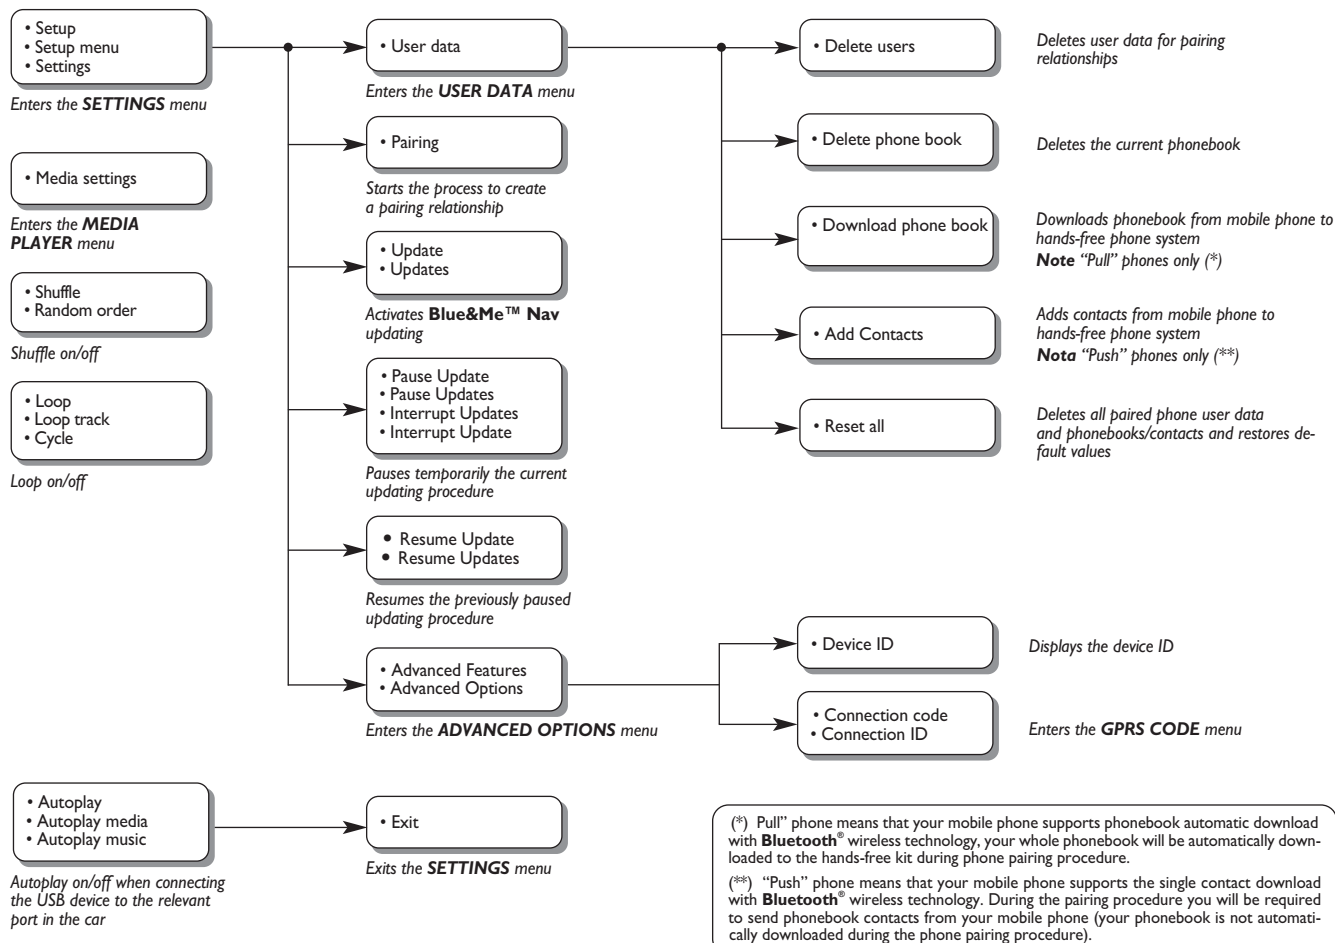 • Setup
• Setup menu
• Settings
Enters the SETTINGS menu
• Media settings
Enters the MEDIA
PLAYER menu
• Shuffle
• Random order
Shuffle on/off
• Loop
• Loop track
• Cycle
Loop on/off
• User data
Enters the USER DATA menu
• Pairing
Starts the process to create
a pairing relationship
• Update
• Updates
Activates Blue&Me™ Nav
updating
• Pause Update
• Pause Updates
• Interrupt Updates
• Interrupt Update
Pauses temporarily the current
updating procedure
• Resume Update
• Resume Updates
Resumes the previously paused
updating procedure
• Advanced Features
• Advanced Options
Enters the ADVANCED OPTIONS menu
• Delete users
Deletes user data for pairing
relationships
• Delete phone book
Deletes the current phonebook
• Download phone book
Downloads phonebook from mobile phone to
hands-free phone system
Note “Pull” phones only (*)
• Add Contacts
Adds contacts from mobile phone to
hands-free phone system
Nota “Push” phones only (**)
• Reset all
Deletes all paired phone user data
and phonebooks/contacts and restores de-
fault values
• Device ID
Displays the device ID
• Connection code
• Connection ID
Enters the GPRS CODE menu
• Autoplay
• Autoplay media
• Autoplay music
Autoplay on/off when connecting
the USB device to the relevant
port in the car
• Exit
Exits the SETTINGS menu
(*) Pull” phone means that your mobile phone supports phonebook automatic download
with Bluetooth® wireless technology, your whole phonebook will be automatically down-
loaded to the hands-free kit during phone pairing procedure.
(**) “Push” phone means that your mobile phone supports the single contact download
with Bluetooth® wireless technology. During the pairing procedure you will be required
to send phonebook contacts from your mobile phone (your phonebook is not automati-
cally downloaded during the phone pairing procedure).